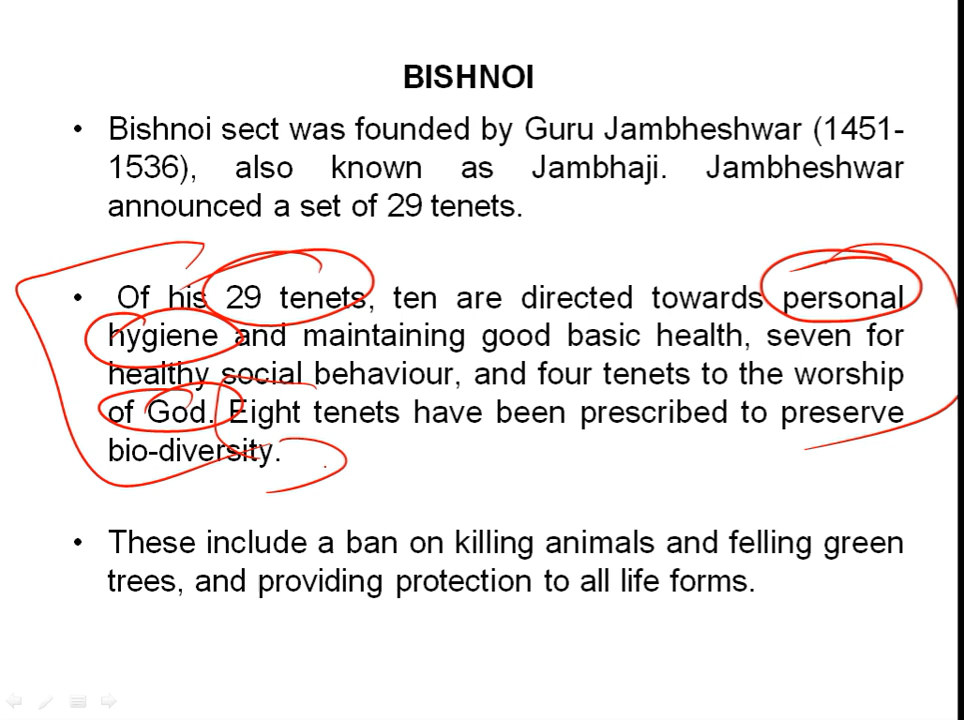 BISHNOI
• Bishnoi sect was founded by Guru Jambheshwar (1451-
1536), also known as Jambhaji. Jambheshwar
announced a set of 29 tenets.
• Of his 29 tenets, ten are directed towards personal
hygiene and maintaining good basic health, seven for
healthy social behaviour, and four tenets to the worship
of God. Eight tenets have been prescribed to preserve
bio-diversity.
• These include a ban on killing animals and felling green
trees, and providing protection to all life forms.